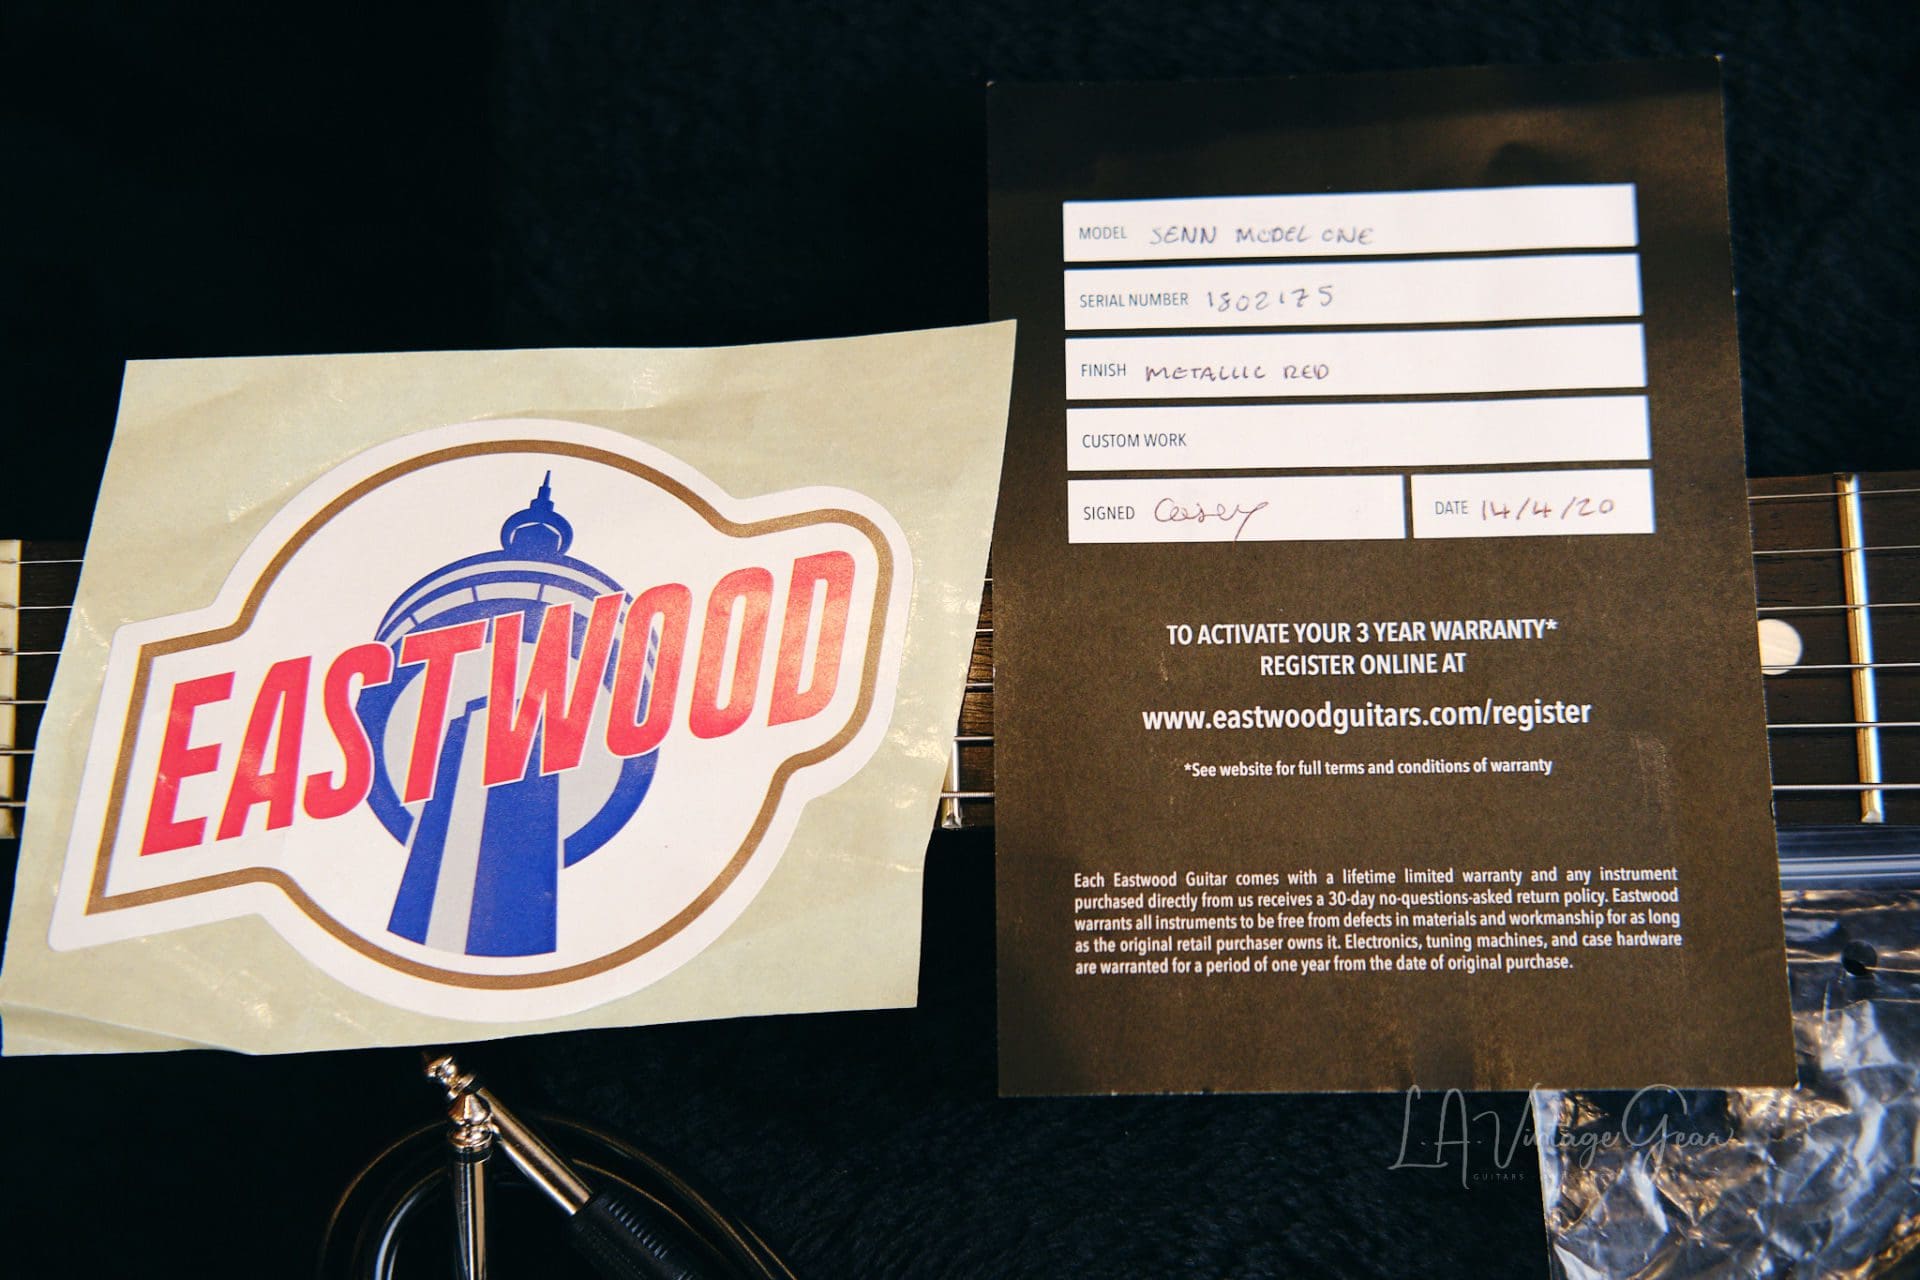 EASTWOOD
MODEL SENN MODEL ONE
SERIAL NUMBER 1802175
FINISH METALLIC RED
CUSTOM WORK
SIGNED Casey
DATE 14/4/20
TO ACTIVATE YOUR 3 YEAR WARRANTY*
REGISTER ONLINE AT
www.eastwoodguitars.com/register
*See website for full terms and conditions of warranty
Each Eastwood Guitar comes with a lifetime limited warranty and any instrument
purchased directly from us receives a 30-day no-questions-asked return policy. Eastwood
warrants all instruments to be free from defects in materials and workmanship for as long
as the original retail purchaser owns it. Electronics, tuning machines, and case hardware
are warranted for a period of one year from the date of original purchase.
L.A. Vintage Gear
GUITARS